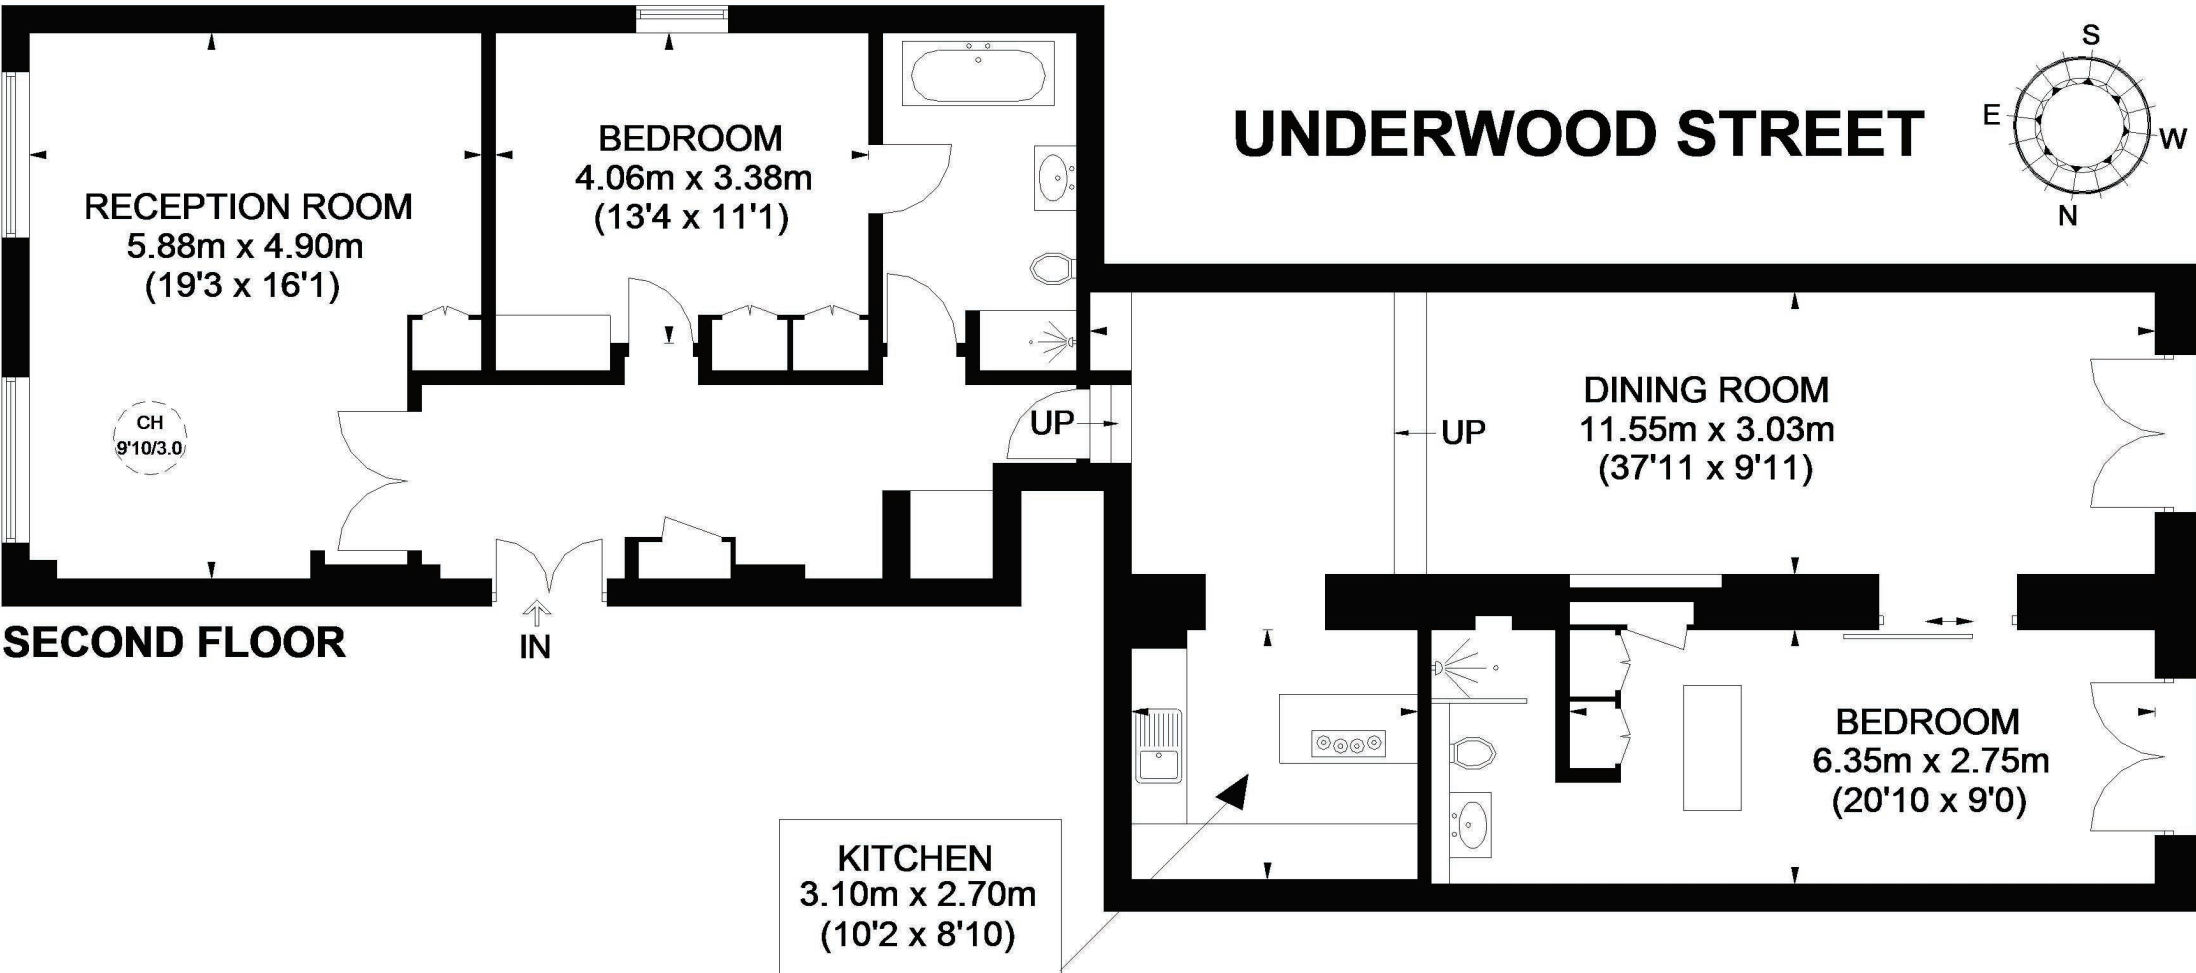 S
E
W
N
UNDERWOOD STREET
RECEPTION ROOM
5.88m x 4.90m
(19'3 x 16'1)
BEDROOM
4.06m x 3.38m
(13'4 x 11'1)
CH
9'10/3.0
UP
UP
DINING ROOM
11.55m x 3.03m
(37'11 x 9'11)
SECOND FLOOR
IN
BEDROOM
6.35m x 2.75m
(20'10 x 9'0)
KITCHEN
3.10m x 2.70m
(10'2 x 8'10)